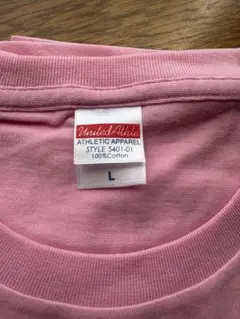 United Athle
ATHLETIC APPAREL
STYLE 5401-01
100%Cotton
L